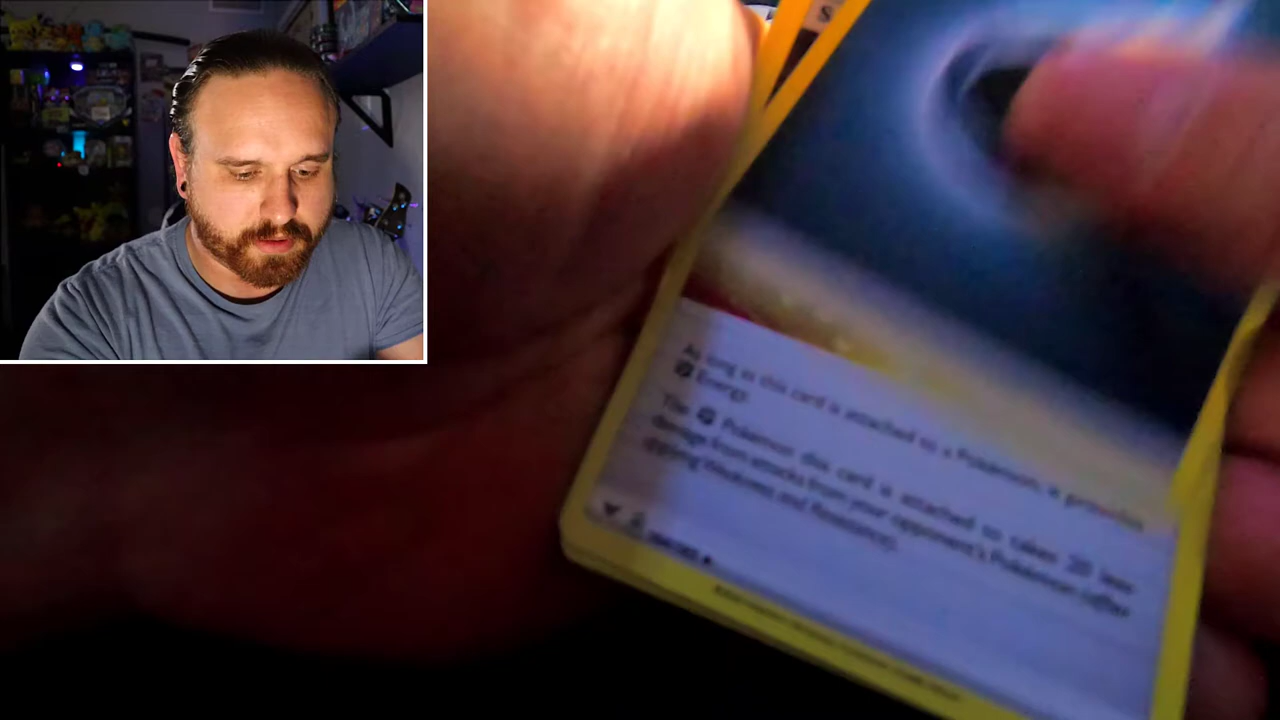 S
As long as this card is attached to a Pokémon, it provides
Energy.
The Pokémon this card is attached to takes 20 less
damage from attacks from your opponent's Pokémon (after
applying Weakness and Resistance).